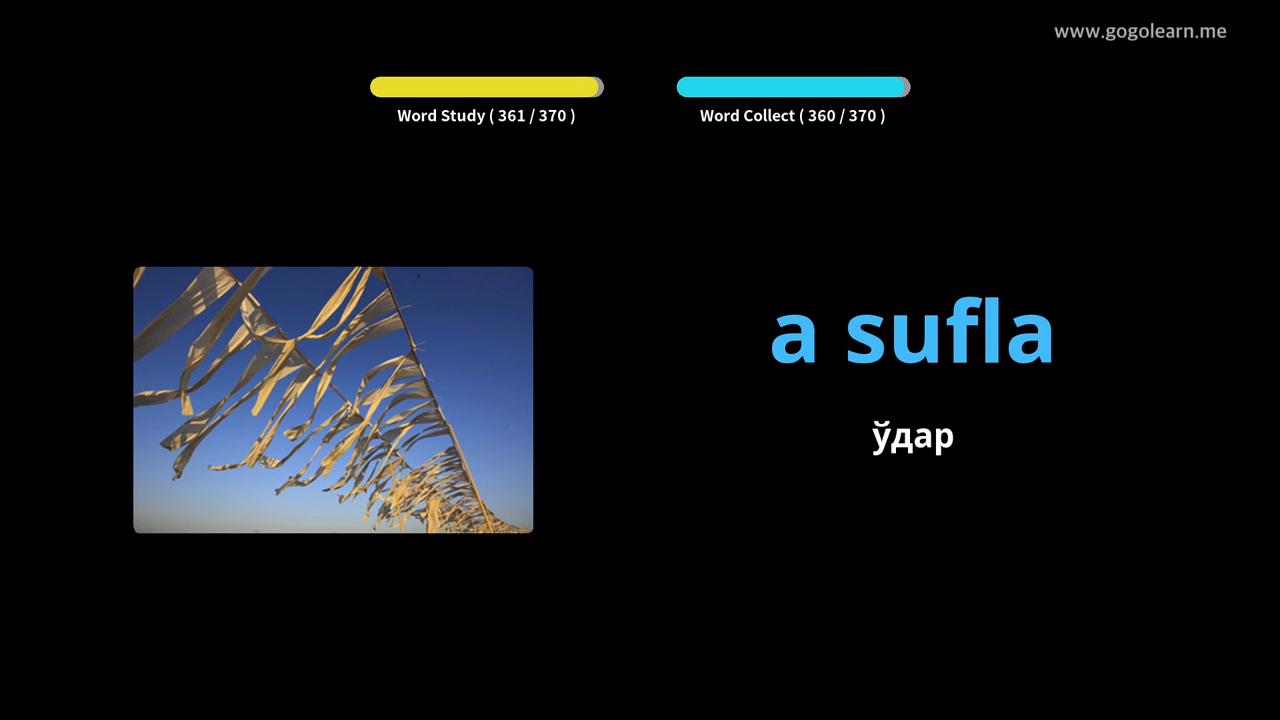 www.gogolearn.me
Word Study ( 361 / 370 )
Word Collect ( 360 / 370 )
a sufla
ўдар